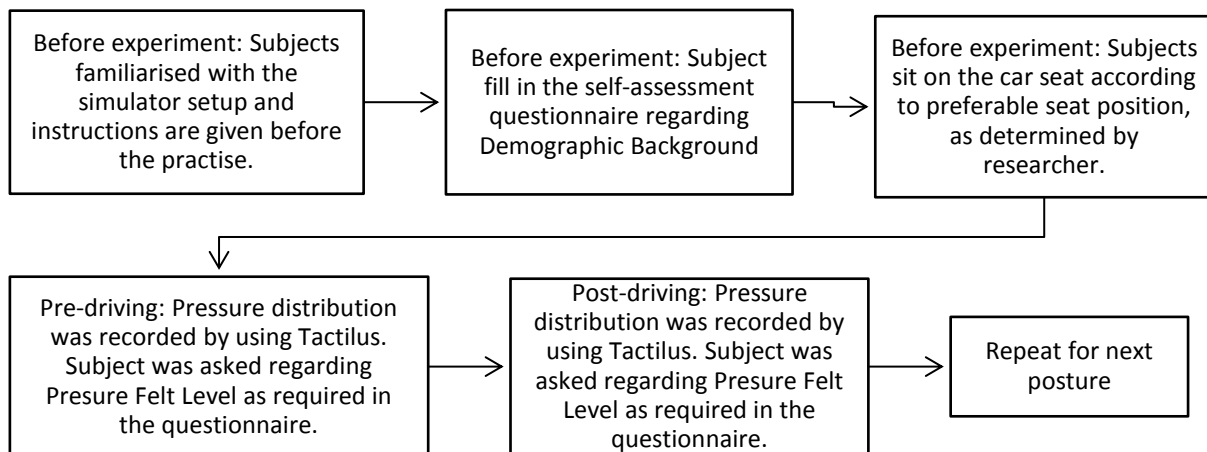 Before experiment: Subjects
familiarised with the
simulator setup and
instructions are given before
the practise.
Before experiment: Subject
fill in the self-assessment
questionnaire regarding
Demographic Background
Before experiment: Subjects
sit on the car seat according
to preferable seat position,
as determined by
researcher.
Pre-driving: Pressure distribution
was recorded by using Tactilus.
Subject was asked regarding
Presure Felt Level as required in
the questionnaire.
Post-driving: Pressure
distribution was recorded by
using Tactilus. Subject was
asked regarding Presure Felt
Level as required in the
questionnaire.
Repeat for next
posture